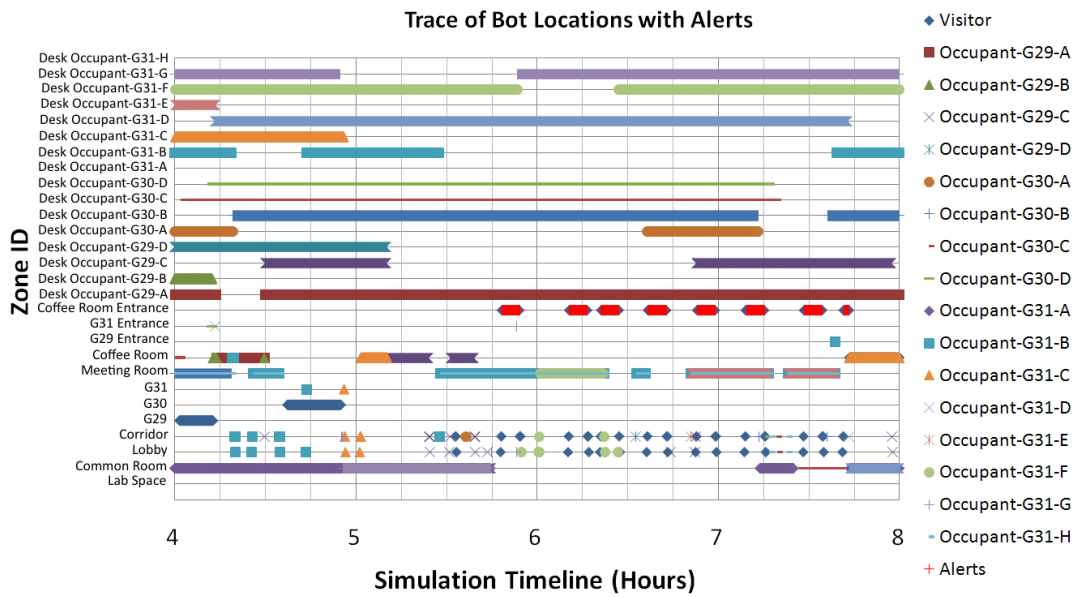 Trace of Bot Locations with Alerts
Zone ID
Desk Occupant-G31-H
Desk Occupant-G31-G
Desk Occupant-G31-F
Desk Occupant-G31-E
Desk Occupant-G31-D
Desk Occupant-G31-C
Desk Occupant-G31-B
Desk Occupant-G31-A
Desk Occupant-G30-D
Desk Occupant-G30-C
Desk Occupant-G30-B
Desk Occupant-G30-A
Desk Occupant-G29-D
Desk Occupant-G29-C
Desk Occupant-G29-B
Desk Occupant-G29-A
Coffee Room Entrance
G31 Entrance
G29 Entrance
Coffee Room
Meeting Room
G31
G30
G29
Corridor
Lobby
Common Room
Lab Space
4 5 6 7 8
Simulation Timeline (Hours)
Visitor
Occupant-G29-A
Occupant-G29-B
Occupant-G29-C
Occupant-G29-D
Occupant-G30-A
Occupant-G30-B
Occupant-G30-C
Occupant-G30-D
Occupant-G31-A
Occupant-G31-B
Occupant-G31-C
Occupant-G31-D
Occupant-G31-E
Occupant-G31-F
Occupant-G31-G
Occupant-G31-H
Alerts